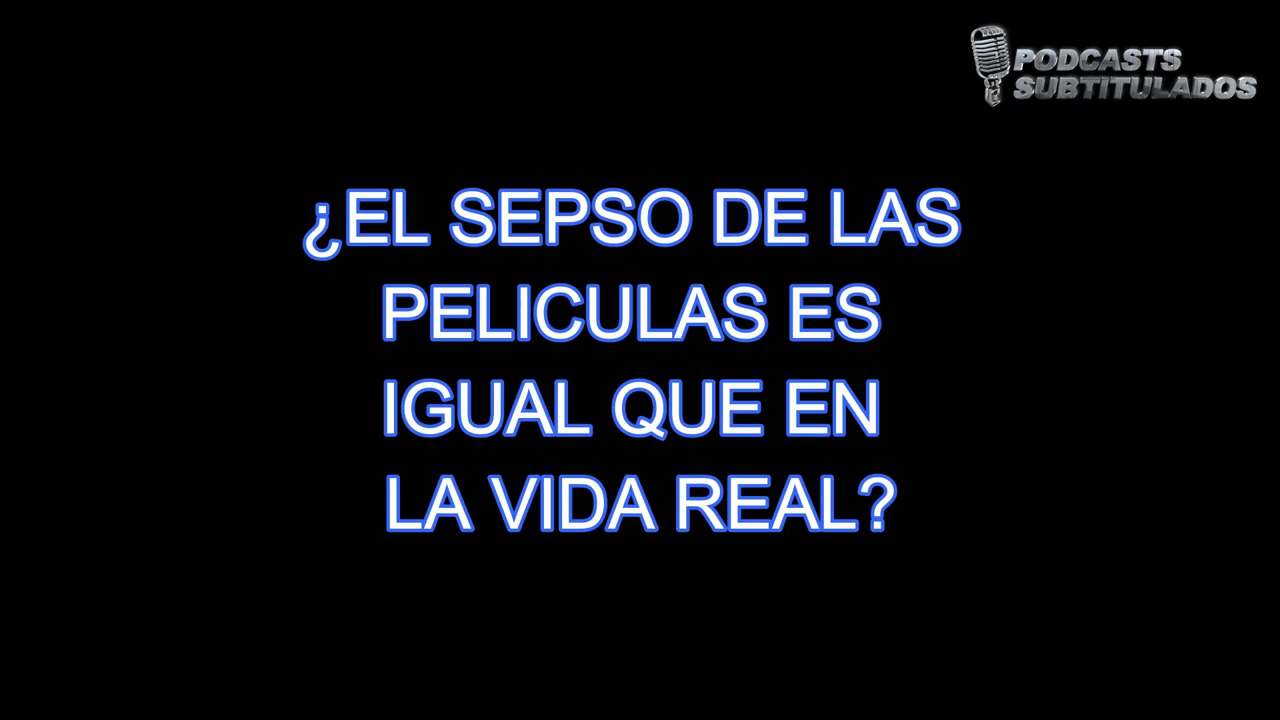 PODCASTS
SUBTITULADOS
¿EL SEPSO DE LAS
PELICULAS ES
IGUAL QUE EN
LA VIDA REAL?